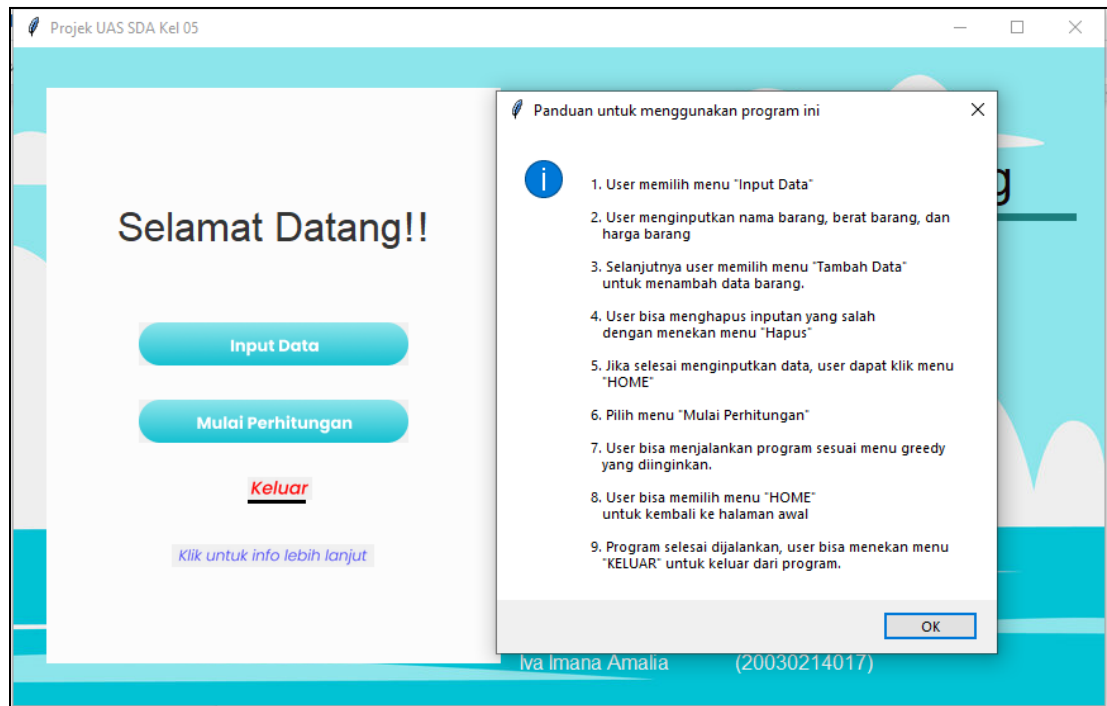 Projek UAS SDA Kel 05
Selamat Datang!!
Input Data
Mulai Perhitungan
Keluar
Klik untuk info lebih lanjut
Panduan untuk menggunakan program ini
1. User memilih menu "Input Data"
2. User menginputkan nama barang, berat barang, dan
harga barang
3. Selanjutnya user memilih menu "Tambah Data"
untuk menambah data barang.
4. User bisa menghapus inputan yang salah
dengan menekan menu "Hapus"
5. Jika selesai menginputkan data, user dapat klik menu
"HOME"
6. Pilih menu "Mulai Perhitungan"
7. User bisa menjalankan program sesuai menu greedy
yang diinginkan.
8. User bisa memilih menu "HOME"
untuk kembali ke halaman awal
9. Program selesai dijalankan, user bisa menekan menu
"KELUAR" untuk keluar dari program.
OK
Iva Imana Amalia (20030214017)